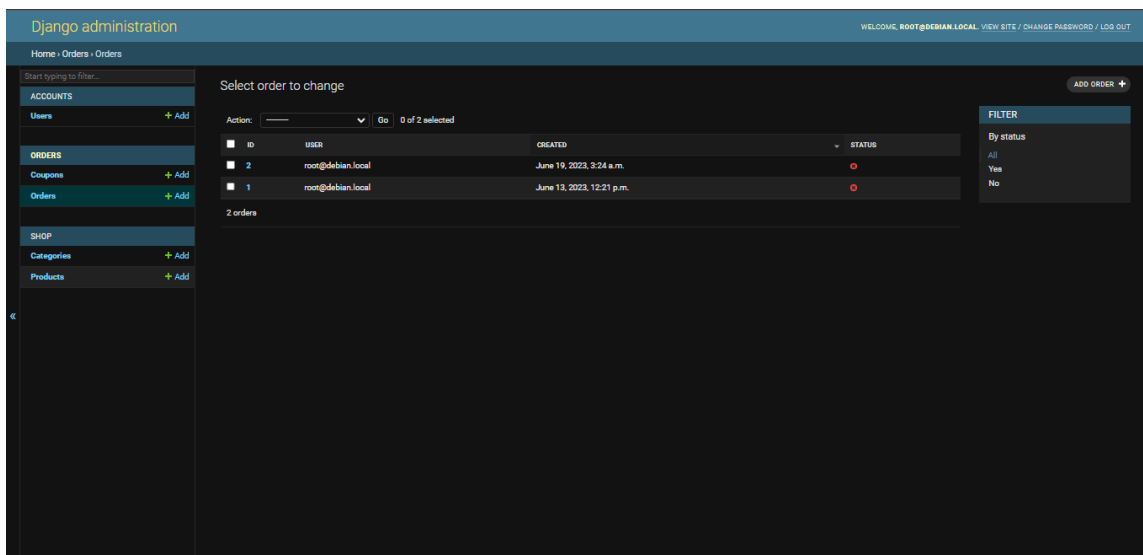 Django administration
WELCOME, ROOT@DEBIAN.LOCAL. VIEW SITE / CHANGE PASSWORD / LOG OUT
Home › Orders › Orders
Start typing to filter...
ACCOUNTS
Users + Add
ORDERS
Coupons + Add
Orders + Add
SHOP
Categories + Add
Products + Add
«
Select order to change
ADD ORDER +
Action: --------- Go 0 of 2 selected
ID USER CREATED STATUS
2 root@debian.local June 19, 2023, 3:24 a.m.
1 root@debian.local June 13, 2023, 12:21 p.m.
2 orders
FILTER
By status
All
Yes
No